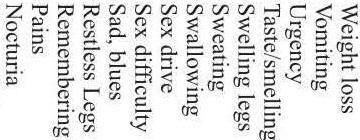 Weight loss
Vomiting
Urgency
Taste/smelling
Swelling legs
Sweating
Swallowing
Sex drive
Sex difficulty
Sad, blues
Restless Legs
Remembering
Pains
Nocturia